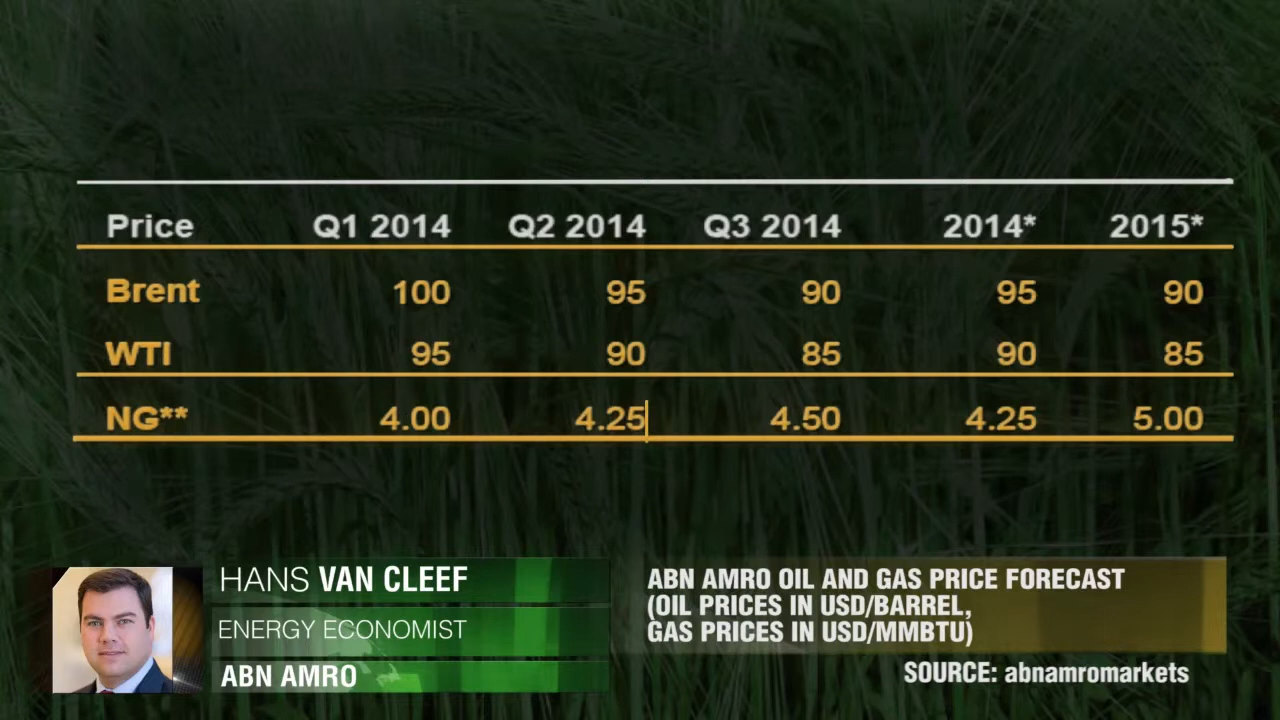 Price Q1 2014 Q2 2014 Q3 2014 2014* 2015*
Brent 100 95 90 95 90
WTI 95 90 85 90 85
NG** 4.00 4.25 4.50 4.25 5.00
HANS VAN CLEEF
ENERGY ECONOMIST
ABN AMRO
ABN AMRO OIL AND GAS PRICE FORECAST
(OIL PRICES IN USD/BARREL,
GAS PRICES IN USD/MMBTU)
SOURCE: abnamromarkets